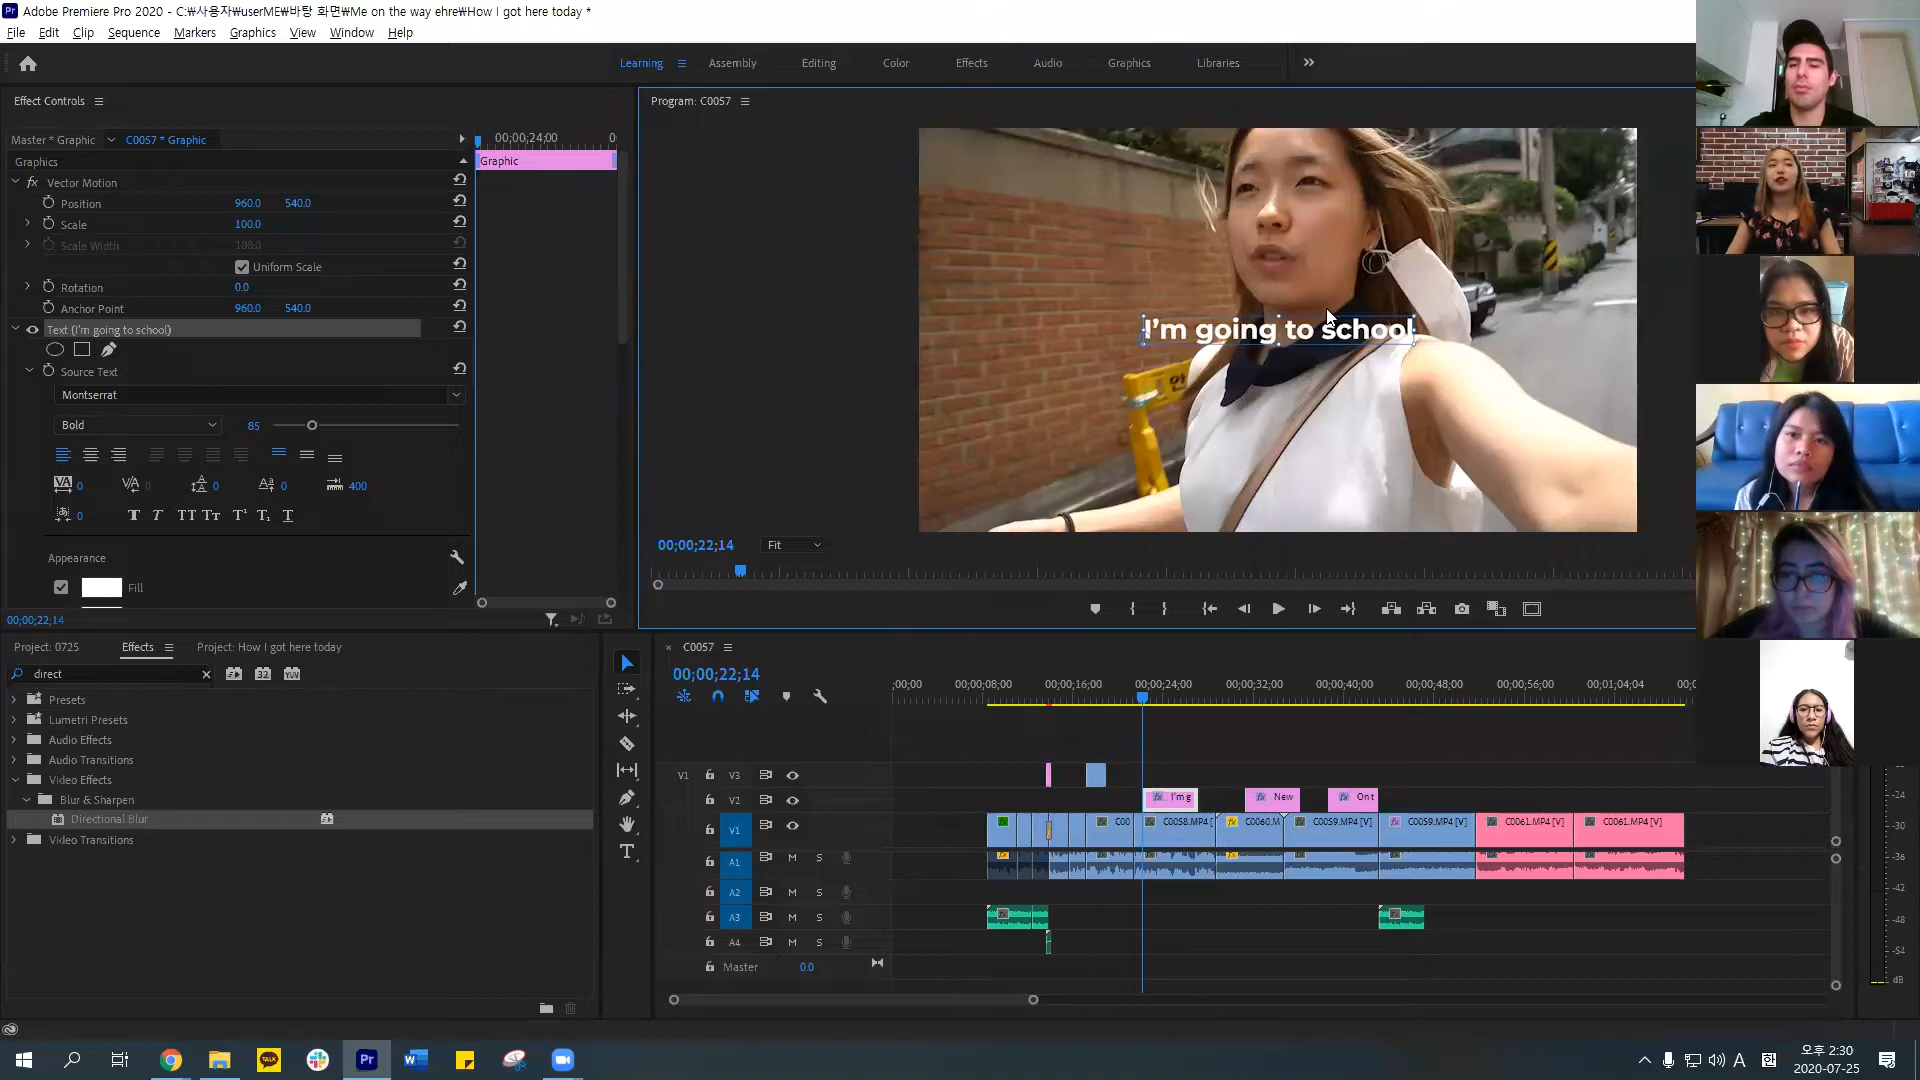 Adobe Premiere Pro 2020 - C:₩사용자₩userME₩바탕 화면₩Me on the way ehre₩How I got here today *
File Edit Clip Sequence Markers Graphics View Window Help
Learning Assembly Editing Color Effects Audio Graphics Libraries
Effect Controls
Program: C0057
Master * Graphic C0057 * Graphic
00;00;24;00 0
Graphics
Graphic
Vector Motion
Position 960.0 540.0
Scale 100.0
Scale Width 100.0
Uniform Scale
Rotation 0.0
Anchor Point 960.0 540.0
Text (I'm going to school)
I'm going to school
안
Source Text
Montserrat
Bold 85
0 0 0 0 400
0
Appearance
Fill
00;00;22;14
00;00;22;14 Fit
Project: 0725 Effects Project: How I got here today
direct
Presets
Lumetri Presets
Audio Effects
Audio Transitions
Video Effects
Blur & Sharpen
Directional Blur
Video Transitions
C0057
00;00;22;14
:00;00 00;00;08;00 00;00;16;00 00;00;24;00 00;00;32;00 00;00;40;00 00;00;48;00 00;00;56;00 00;01;04;04 00;0
V1 V3
V2 I'm g New On t
V1 C00 C0058.MP4 [ C0060.M C0059.MP4 [V] C0059.MP4 [V] C0061.MP4 [V] C0061.MP4 [V]
A1 M S
A2 M S
A3 M S
A4 M S
Master 0.0
-24
-30
-36
-42
-48
-54
dB
오후 2:30
2020-07-25